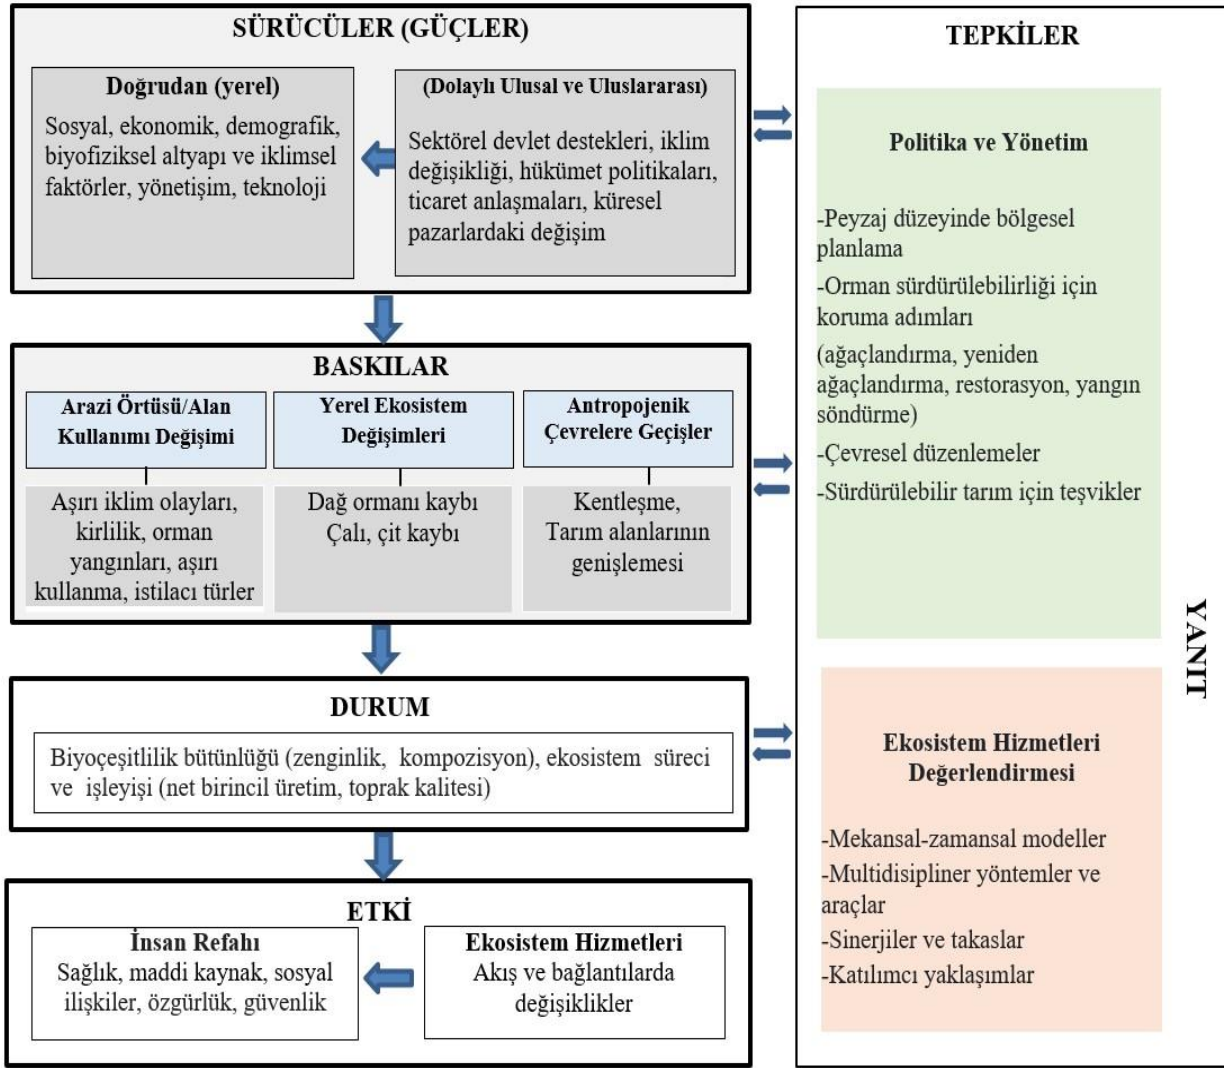 SÜRÜCÜLER (GÜÇLER)
Doğrudan (yerel)
Sosyal, ekonomik, demografik,
biyofiziksel altyapı ve iklimsel
faktörler, yönetişim, teknoloji
(Dolaylı Ulusal ve Uluslararası)
Sektörel devlet destekleri, iklim
değişikliği, hükümet politikaları,
ticaret anlaşmaları, küresel
pazarlardaki değişim
BASKILAR
Arazi Örtüsü/Alan
Kullanımı Değişimi
Aşırı iklim olayları,
kirlilik, orman
yangınları, aşırı
kullanma, istilacı türler
Yerel Ekosistem
Değişimleri
Dağ ormanı kaybı
Çalı, çit kaybı
Antropojenik
Çevrelere Geçişler
Kentleşme,
Tarım alanlarının
genişlemesi
DURUM
Biyoçeşitlilik bütünlüğü (zenginlik, kompozisyon), ekosistem süreci
ve işleyişi (net birincil üretim, toprak kalitesi)
ETKİ
İnsan Refahı
Sağlık, maddi kaynak, sosyal
ilişkiler, özgürlük, güvenlik
Ekosistem Hizmetleri
Akış ve bağlantılarda
değişiklikler
TEPKİLER
Politika ve Yönetim
-Peyzaj düzeyinde bölgesel
planlama
-Orman sürdürülebilirliği için
koruma adımları
(ağaçlandırma, yeniden
ağaçlandırma, restorasyon, yangın
söndürme)
-Çevresel düzenlemeler
-Sürdürülebilir tarım için teşvikler
Ekosistem Hizmetleri
Değerlendirmesi
-Mekansal-zamansal modeller
-Multidisipliner yöntemler ve
araçlar
-Sinerjiler ve takaslar
-Katılımcı yaklaşımlar
YANIT